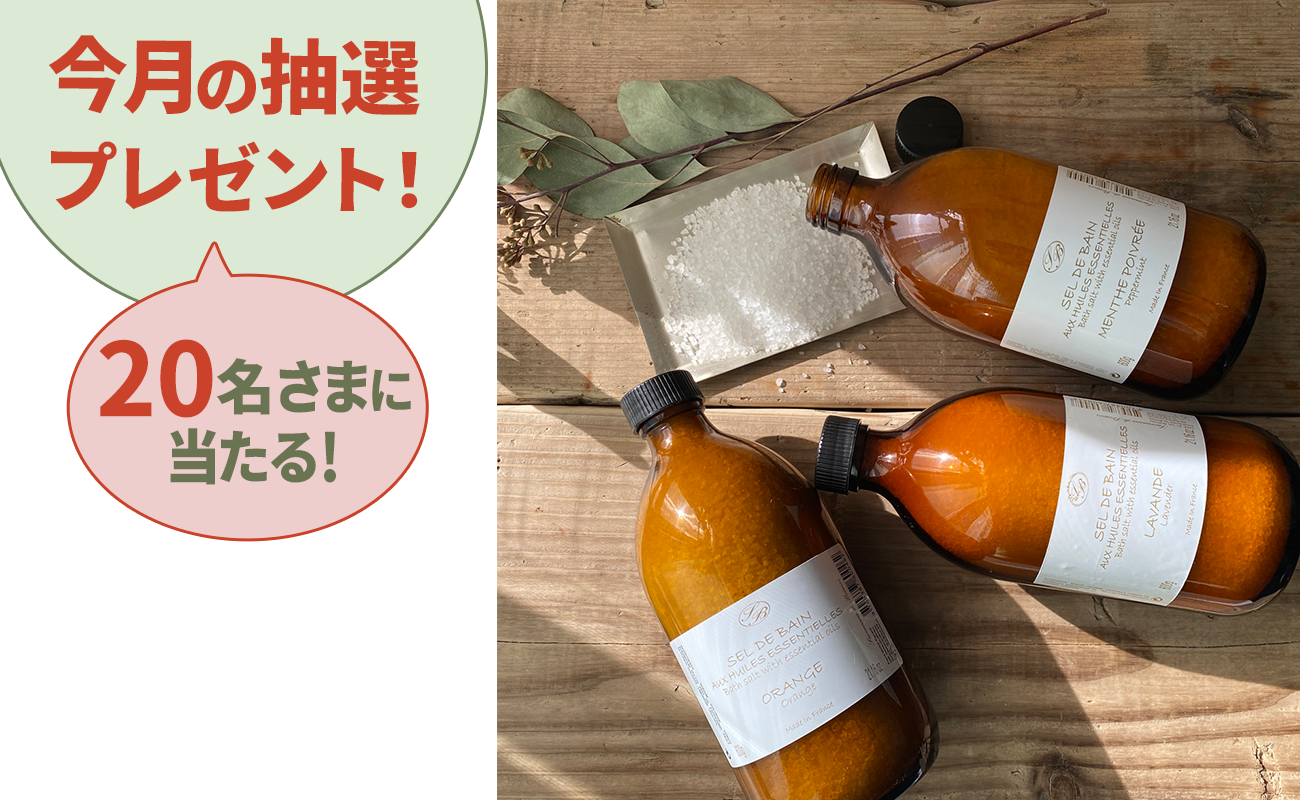 今月の抽選
プレゼント！
20名さまに
当たる！
SEL DE BAIN
AUX HUILES ESSENTIELLES
Bath salt with essential oils
MENTHE POIVRÉE
Peppermint
Made in France
600g
SEL DE BAIN
AUX HUILES ESSENTIELLES
Bath salt with essential oils
LAVANDE
Lavender
Made in France
600g
SEL DE BAIN
AUX HUILES ESSENTIELLES
Bath salt with essential oils
ORANGE
Orange
Made in France